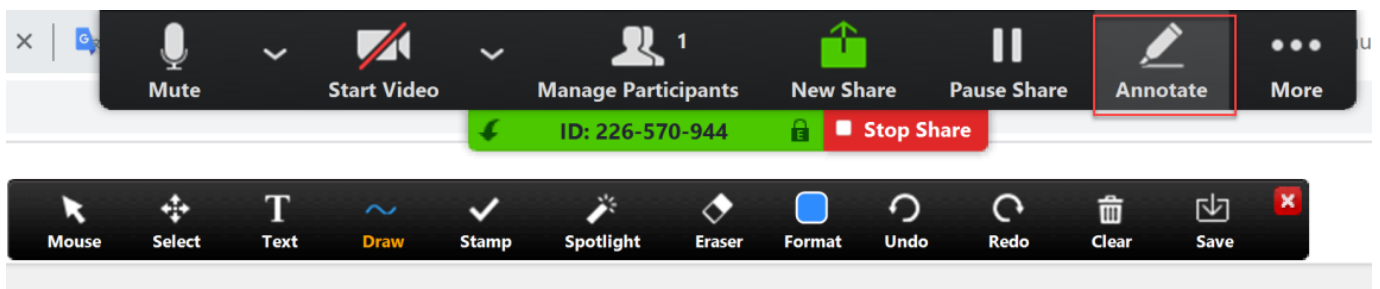 1
Mute Start Video Manage Participants New Share Pause Share Annotate More
ID: 226-570-944 Stop Share
T
Mouse Select Text Draw Stamp Spotlight Eraser Format Undo Redo Clear Save